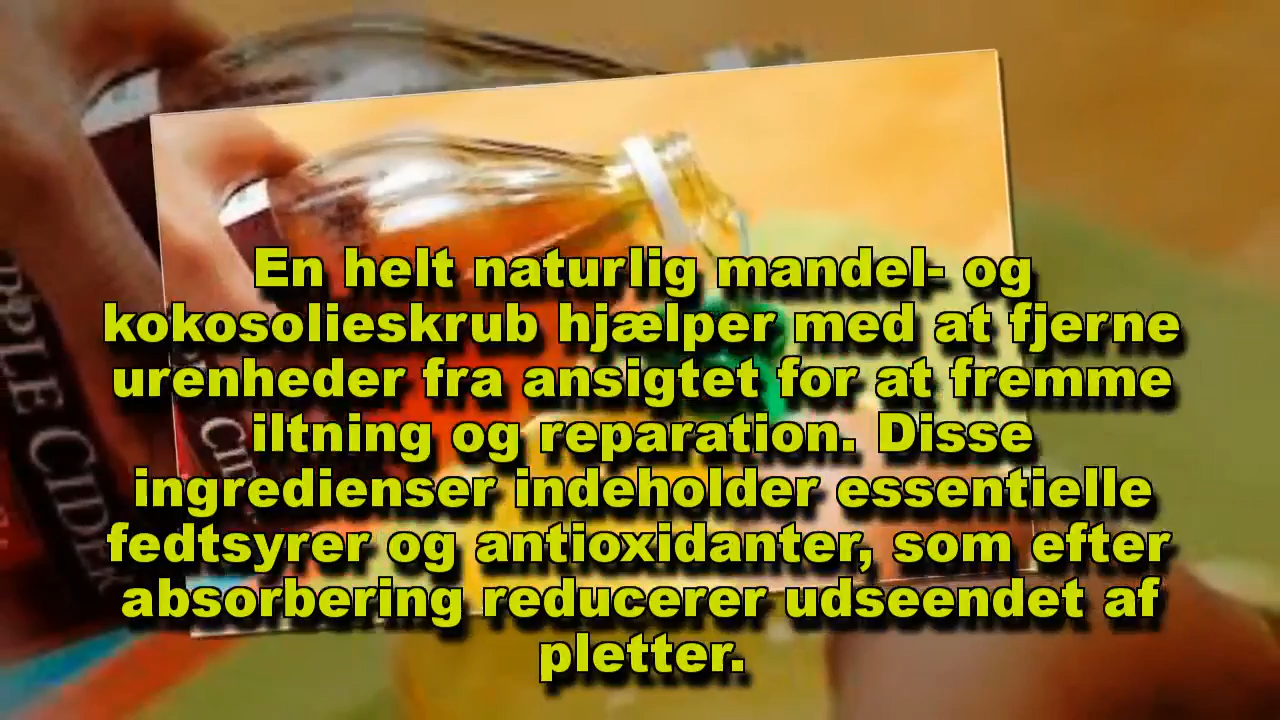 En helt naturlig mandel- og
kokosolieskrub hjælper med at fjerne
urenheder fra ansigtet for at fremme
iltning og reparation. Disse
ingredienser indeholder essentielle
fedtsyrer og antioxidanter, som efter
absorbering reducerer udseendet af
pletter.